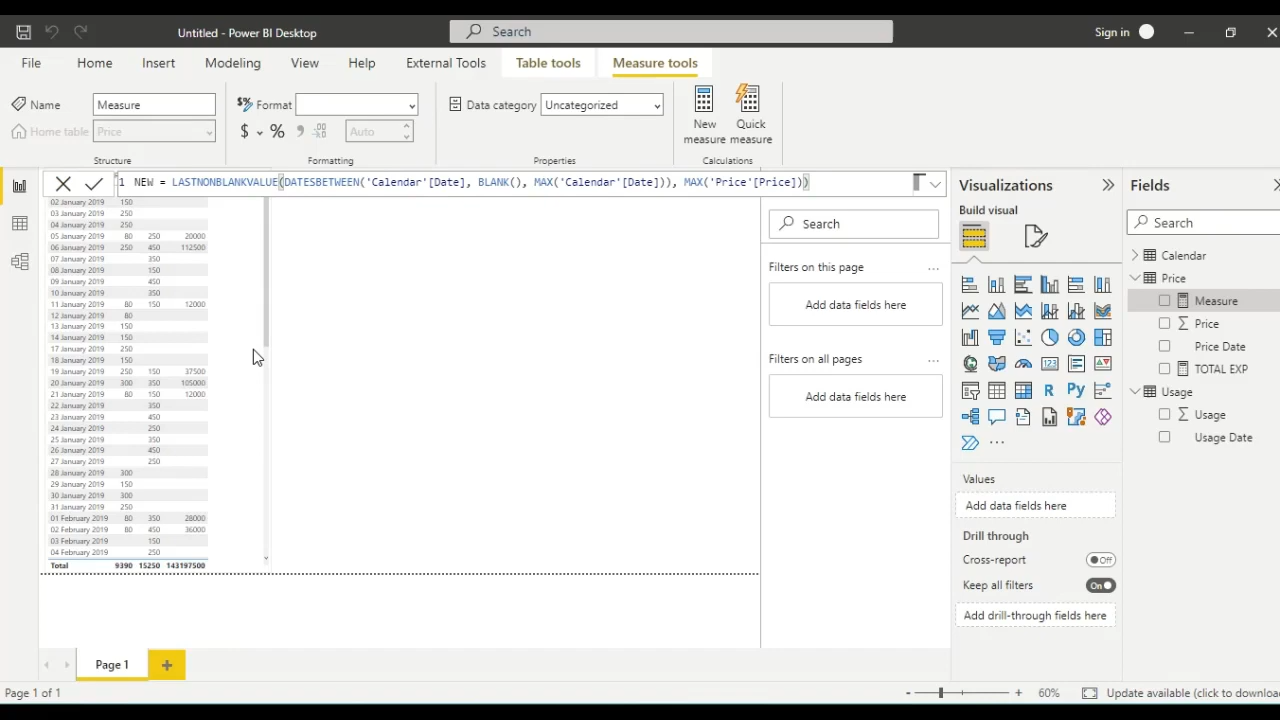 Untitled - Power BI Desktop
Search
Sign in
File Home Insert Modeling View Help External Tools Table tools Measure tools
Name Measure
Home table Price
Structure
$% Format
$ % Auto
Formatting
Data category Uncategorized
Properties
New measure
Quick measure
Calculations
1 NEW = LASTNONBLANKVALUE(DATESBETWEEN('Calendar'[Date], BLANK(), MAX('Calendar'[Date])), MAX('Price'[Price]))
02 January 2019 150
03 January 2019 250
04 January 2019 250
05 January 2019 80 250 20000
06 January 2019 250 450 112500
07 January 2019 350
08 January 2019 150
09 January 2019 450
10 January 2019 350
11 January 2019 80 150 12000
12 January 2019 80
13 January 2019 150
14 January 2019 150
17 January 2019 250
18 January 2019 150
19 January 2019 250 150 37500
20 January 2019 300 350 105000
21 January 2019 80 150 12000
22 January 2019 350
23 January 2019 450
24 January 2019 250
25 January 2019 350
26 January 2019 450
27 January 2019 250
28 January 2019 300
29 January 2019 150
30 January 2019 300
31 January 2019 250
01 February 2019 80 350 28000
02 February 2019 80 450 36000
03 February 2019 150
04 February 2019 250
Total 9390 15250 143197500
Search
Filters on this page ...
Add data fields here
Filters on all pages ...
Add data fields here
Visualizations
Build visual
123
R Py
...
Values
Add data fields here
Drill through
Cross-report Off
Keep all filters On
Add drill-through fields here
Fields
Search
Calendar
Price
Measure
Σ Price
Price Date
TOTAL EXP
Usage
Σ Usage
Usage Date
Page 1
+
Page 1 of 1
- + 60% Update available (click to downloa